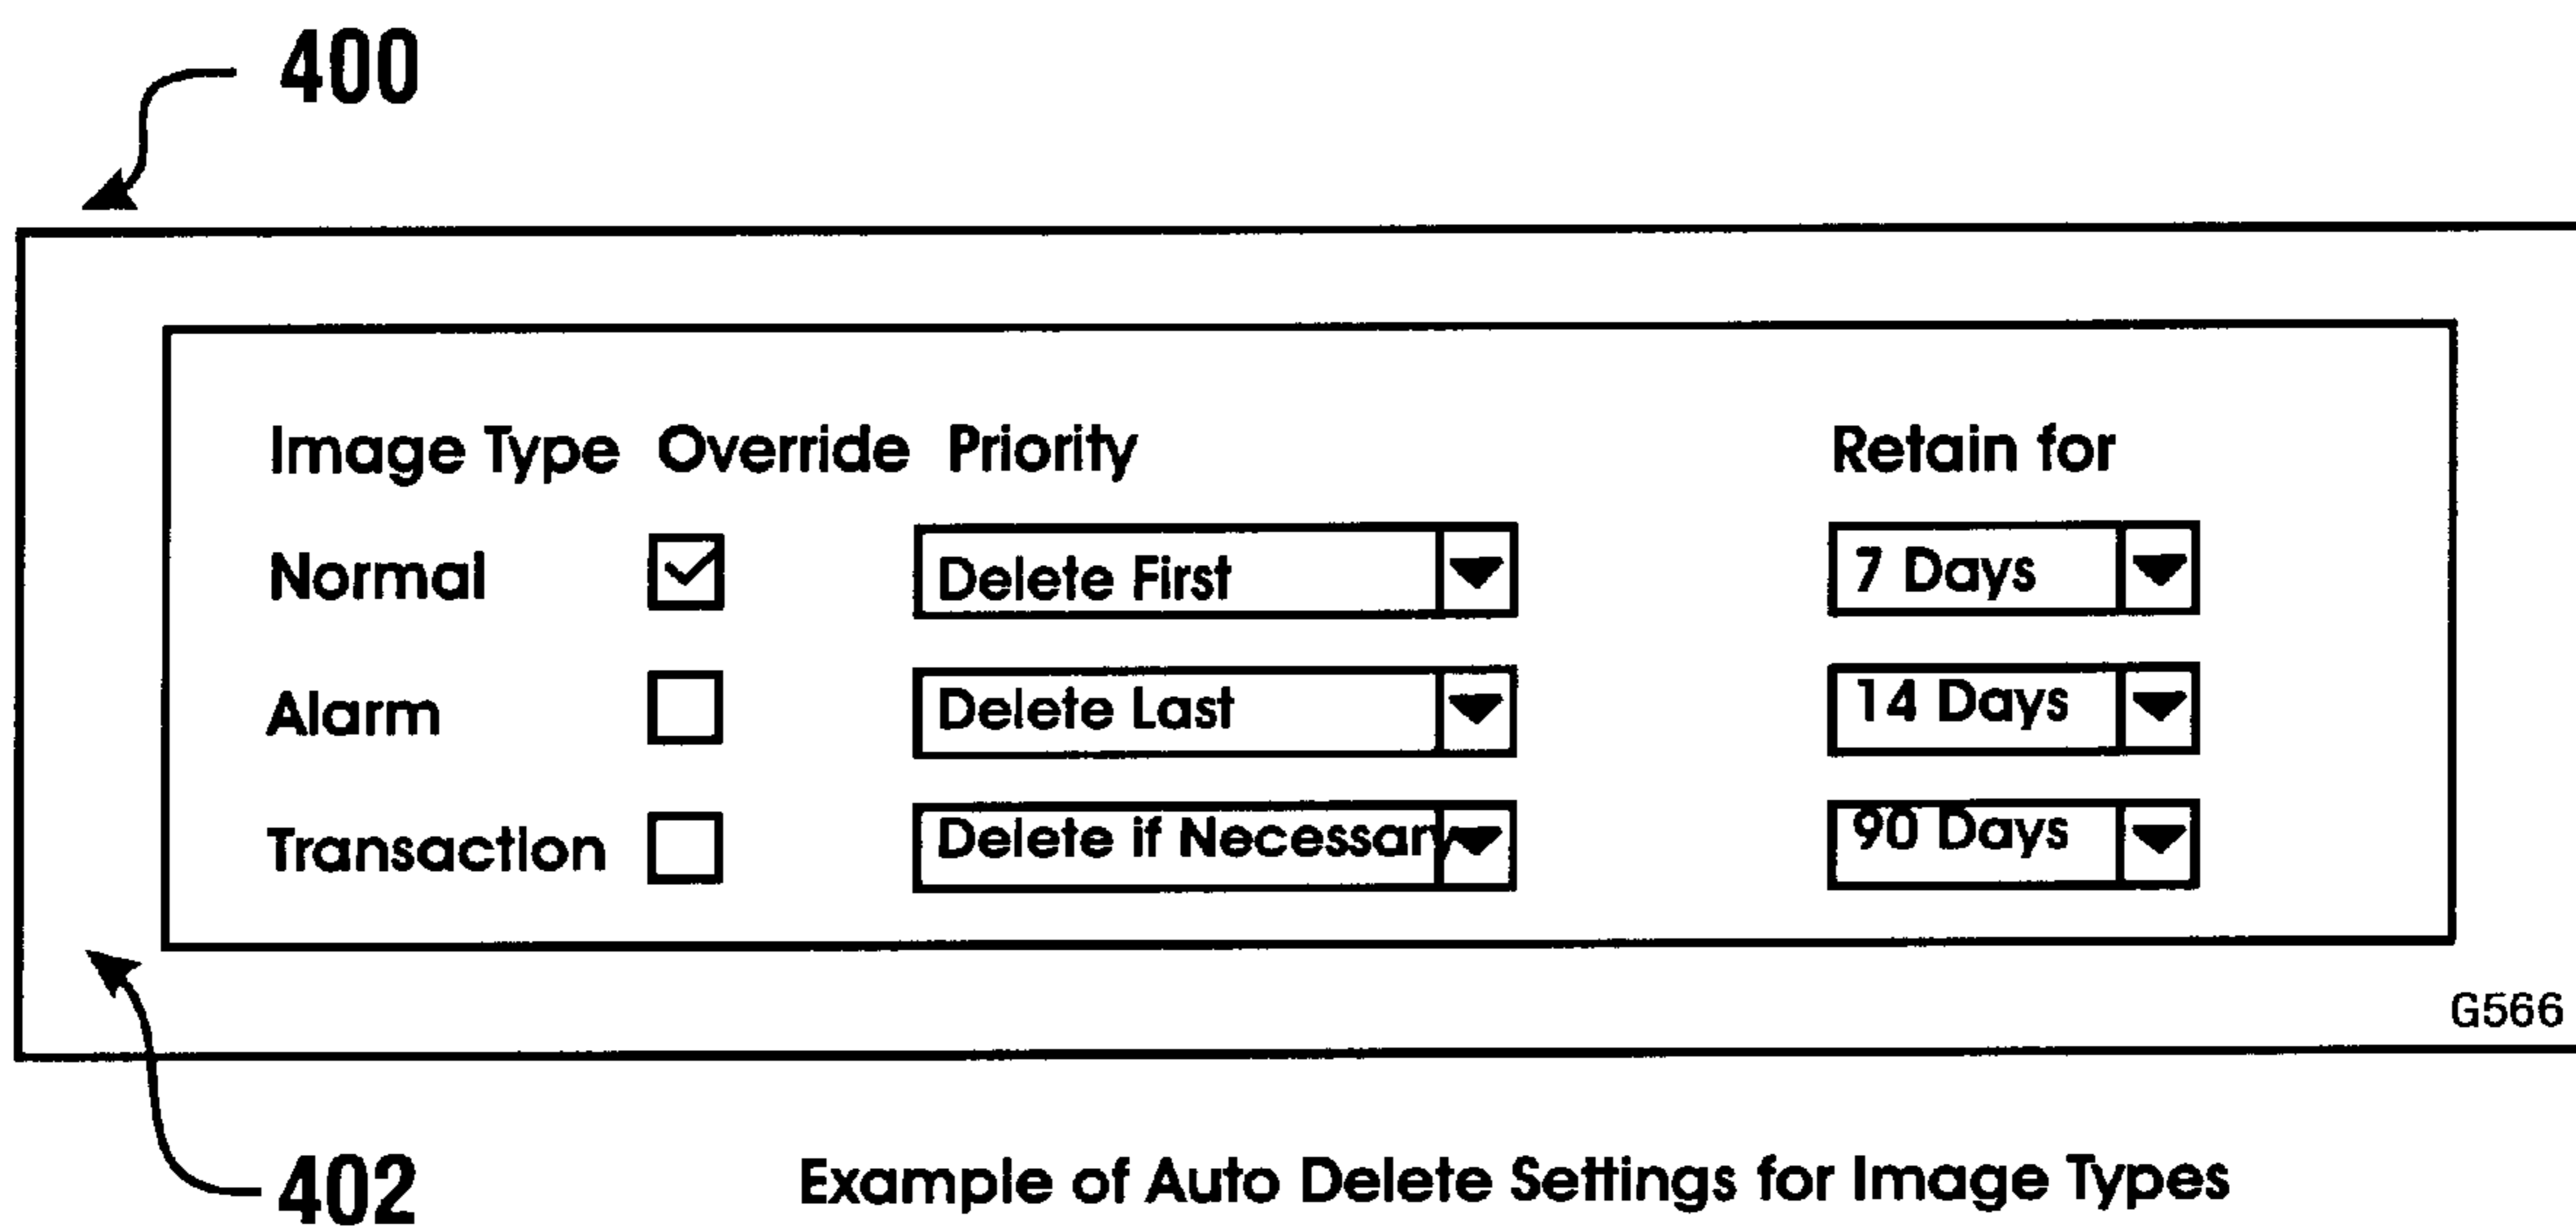 400
Image Type Override Priority Retain for
Normal Delete First 7 Days
Alarm Delete Last 14 Days
Transaction Delete if Necessary 90 Days
G566
402
Example of Auto Delete Settings for Image Types